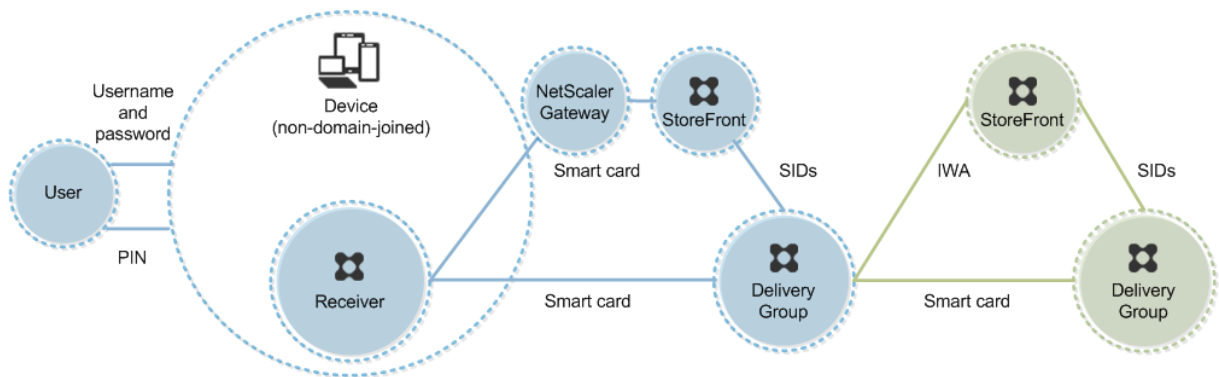 Username
and
password
User
PIN
Device
(non-domain-joined)
Receiver
NetScaler
Gateway
StoreFront
Smart card
SIDs
Smart card
Delivery
Group
StoreFront
IWA
SIDs
Smart card
Delivery
Group